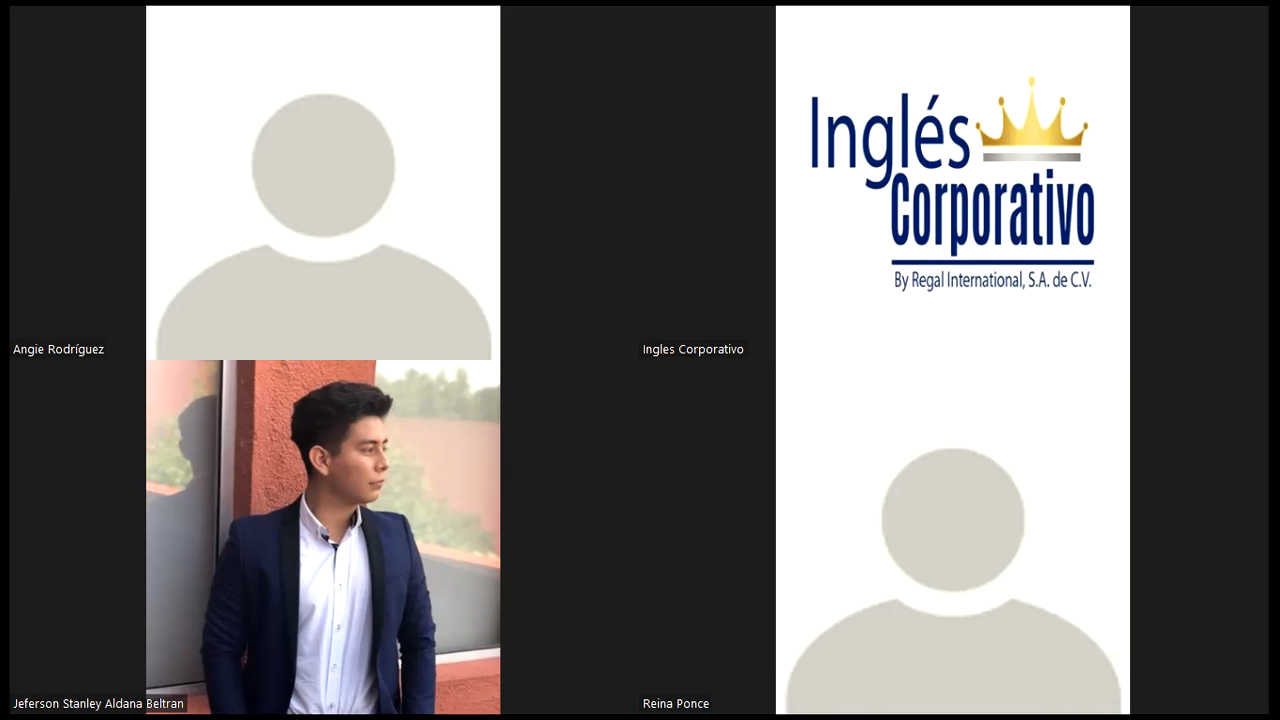 Inglés
Corporativo
By Regal International, S.A. de C.V.
Angie Rodríguez
Ingles Corporativo
Jeferson Stanley Aldana Beltran
Reina Ponce